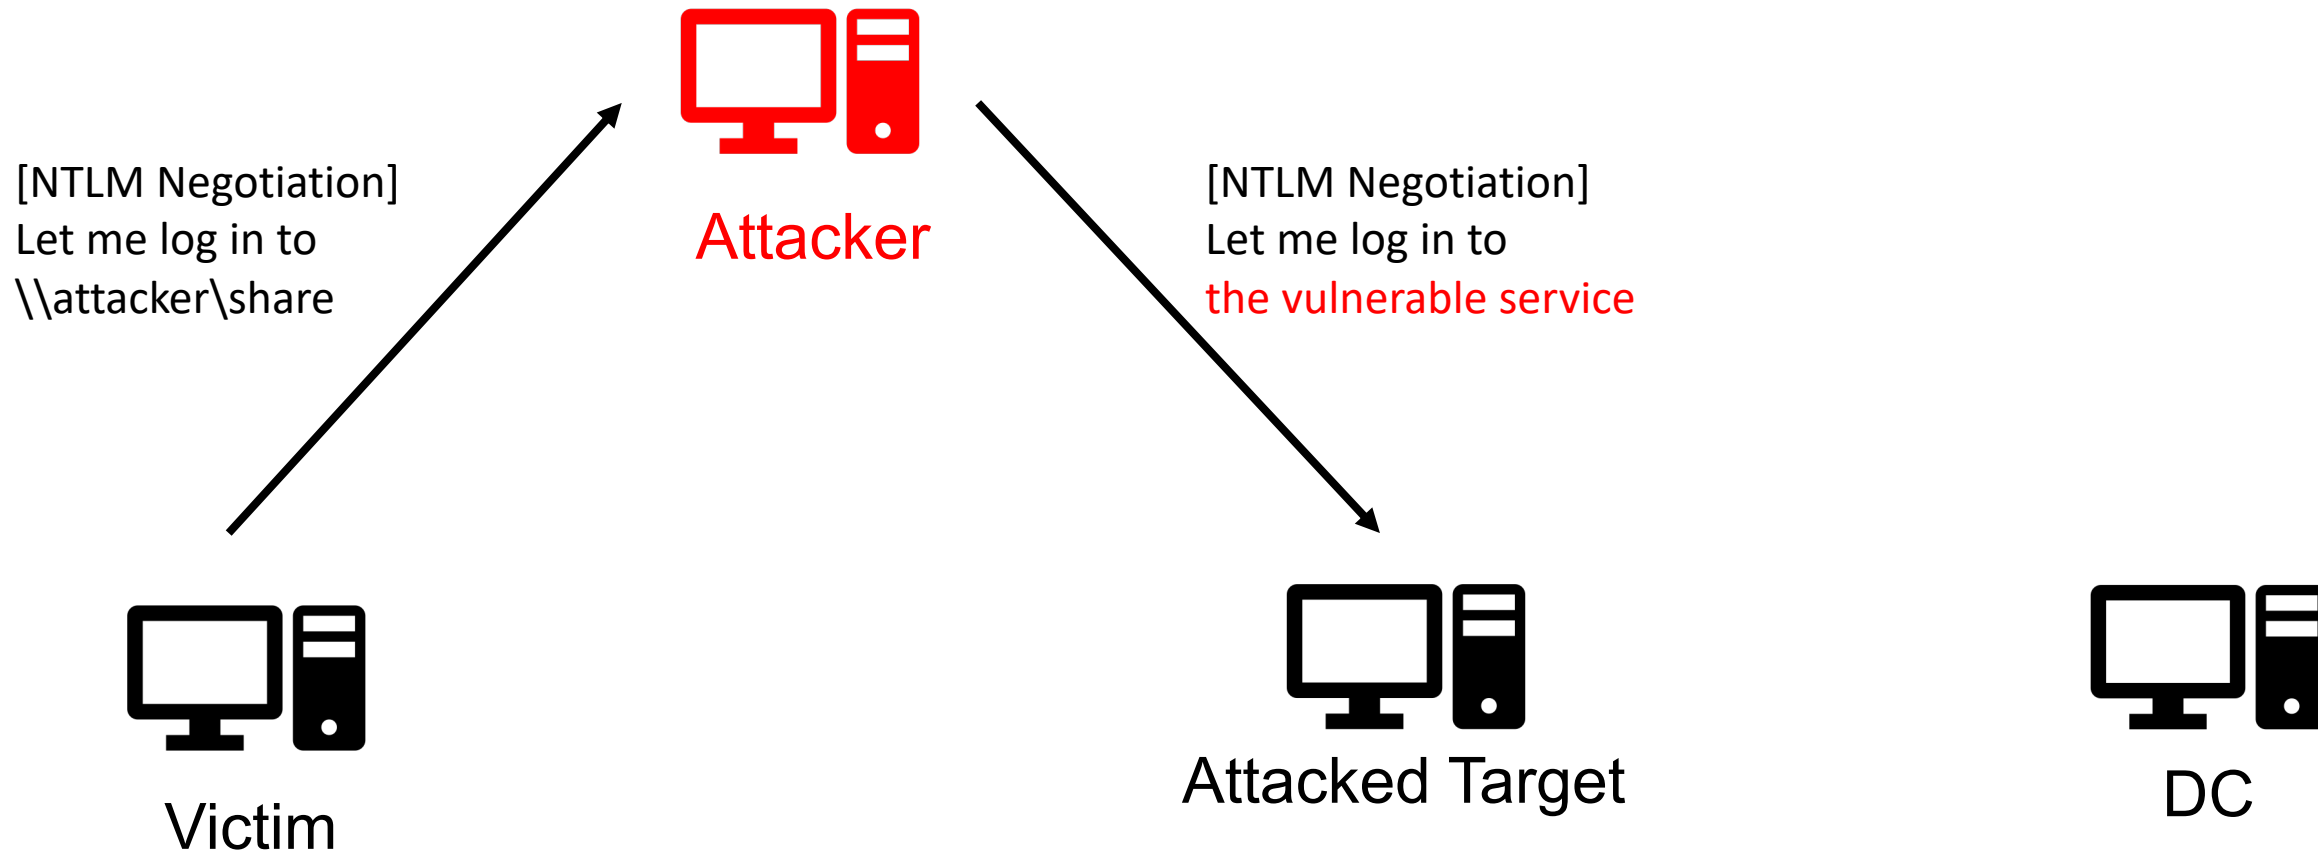 [NTLM Negotiation]
Let me log in to
\\attacker\share
Attacker
[NTLM Negotiation]
Let me log in to
the vulnerable service
Victim
Attacked Target
DC